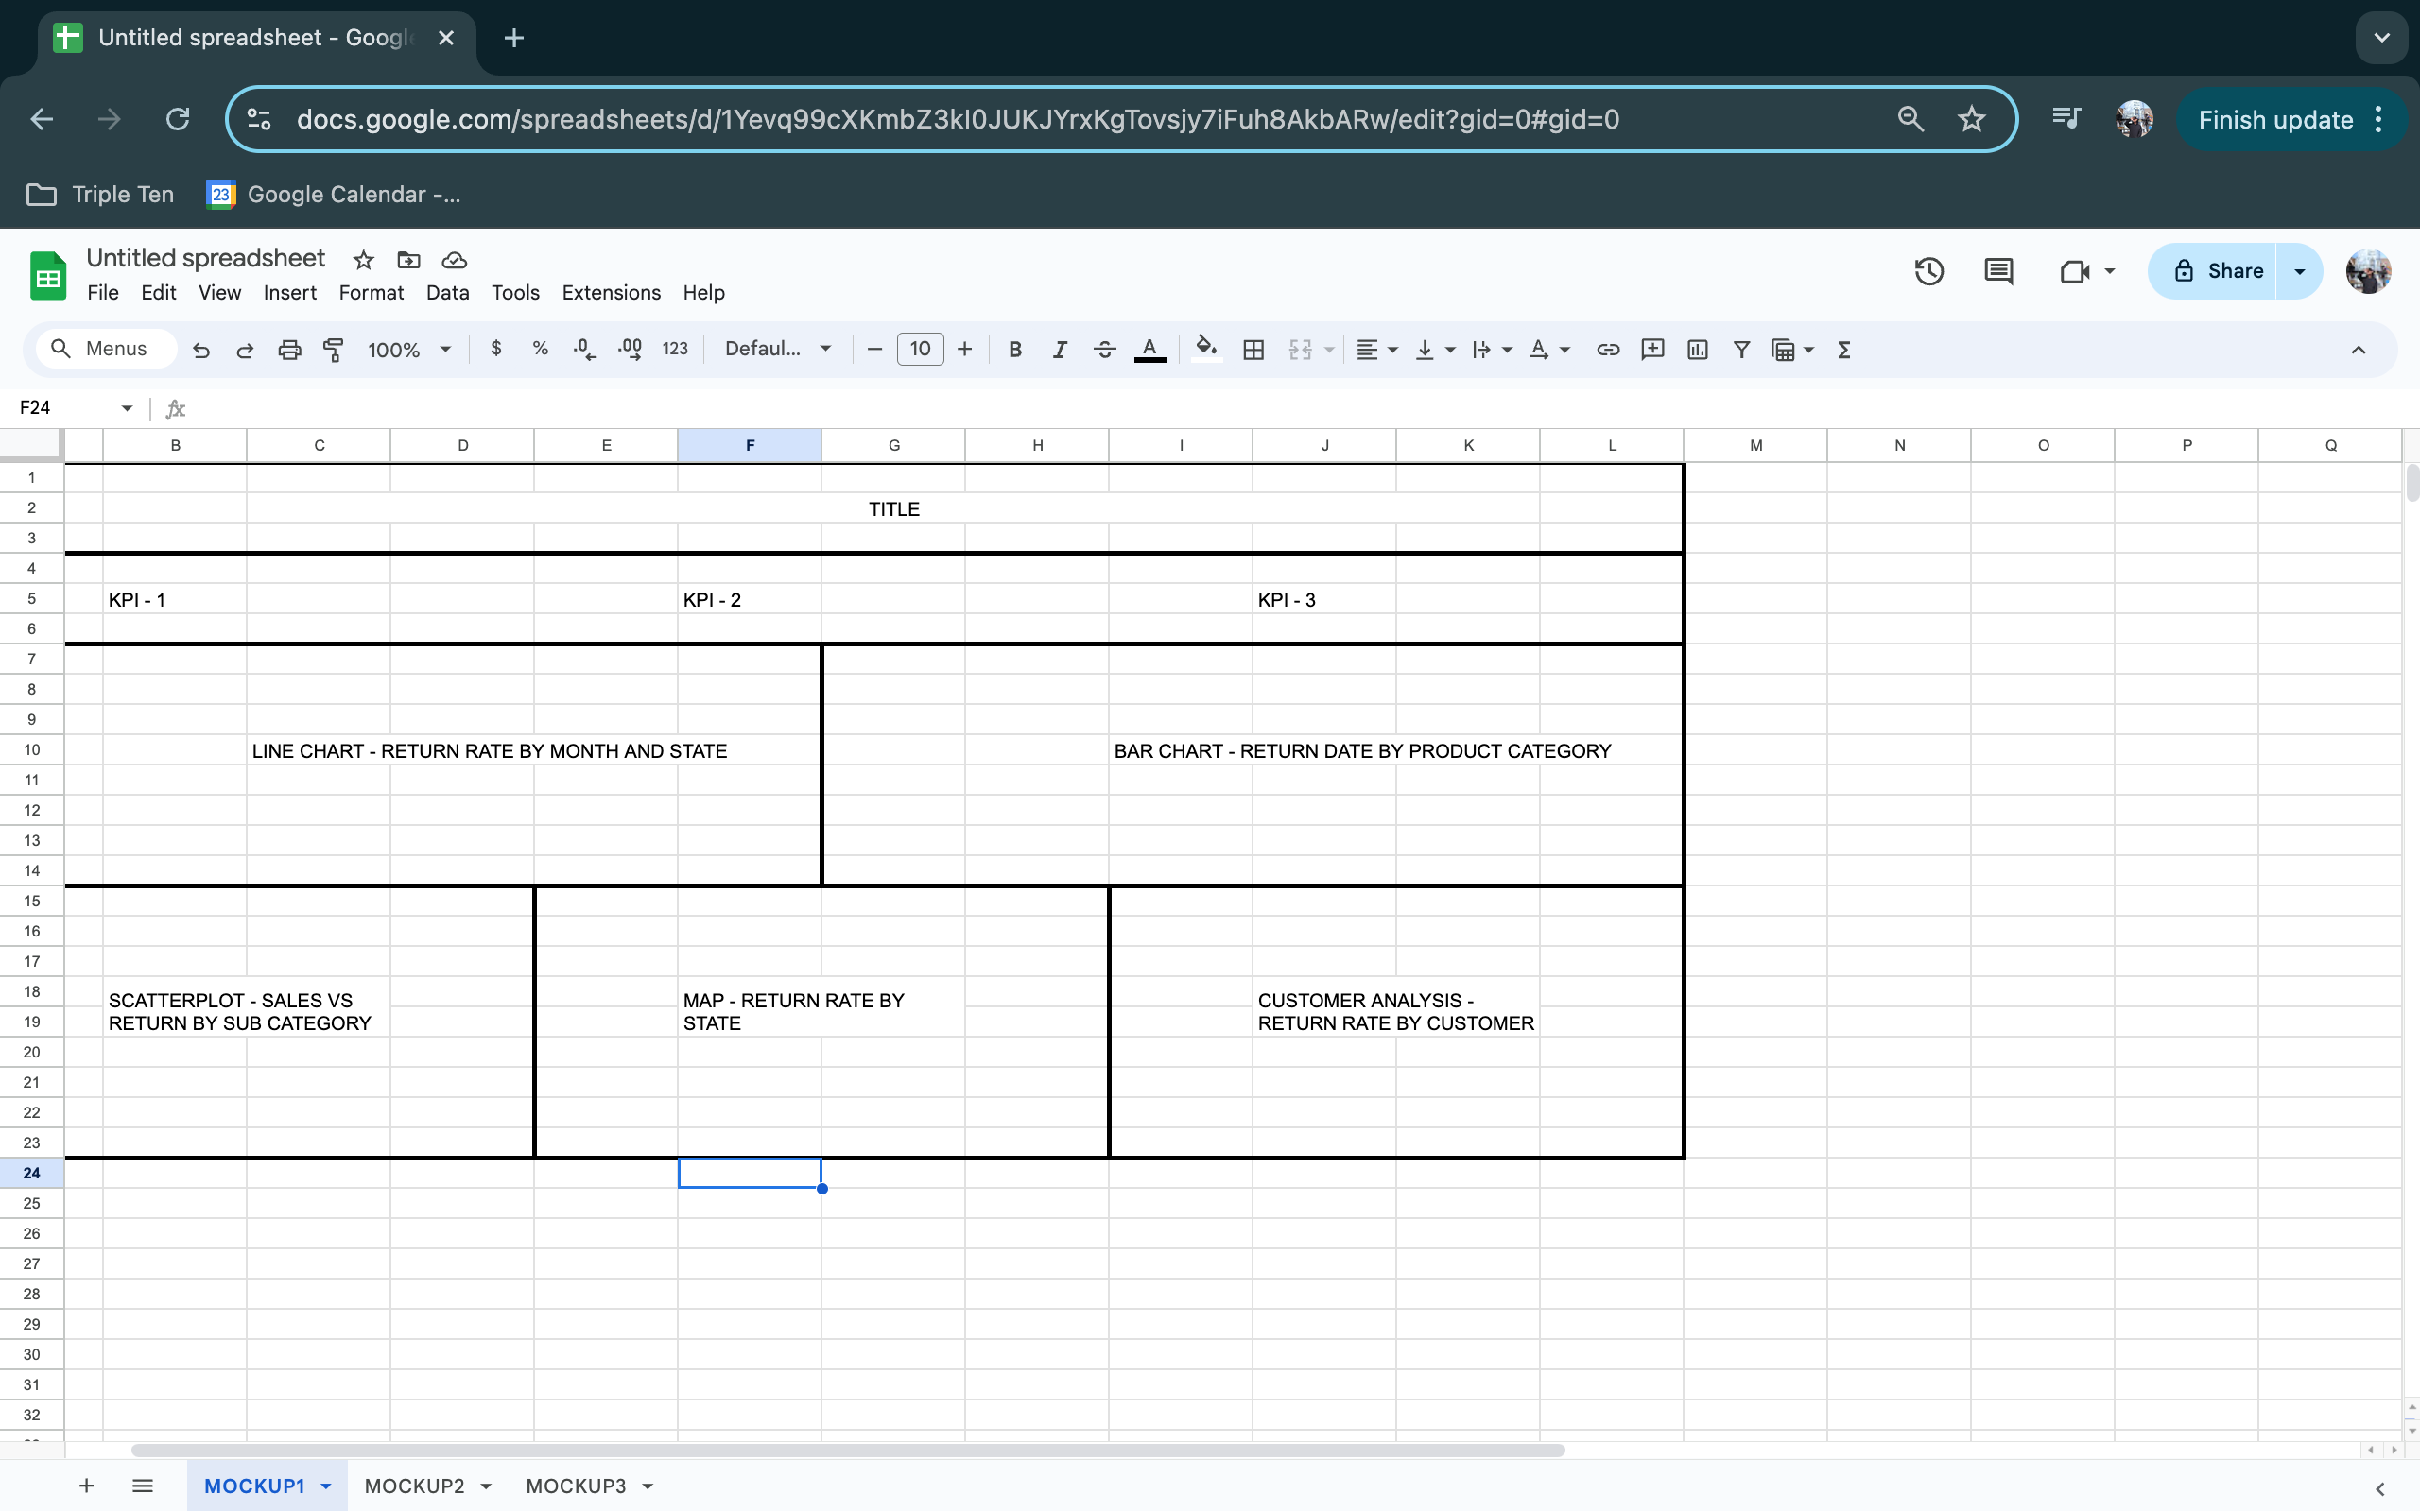 Untitled spreadsheet - Googl
docs.google.com/spreadsheets/d/1Yevq99cXKmbZ3kI0JUKJYrxKgTovsjy7iFuh8AkbARw/edit?gid=0#gid=0
Finish update
Triple Ten
23
Google Calendar -...
Untitled spreadsheet
File Edit View Insert Format Data Tools Extensions Help
Share
Menus 100% $ % .0 .00 123 Defaul... 10 B I S A Σ
F24 fx
B C D E F G H I J K L M N O P Q
1
2 TITLE
3
4
5 KPI - 1 KPI - 2 KPI - 3
6
7
8
9
10 LINE CHART - RETURN RATE BY MONTH AND STATE BAR CHART - RETURN DATE BY PRODUCT CATEGORY
11
12
13
14
15
16
17
18
19
SCATTERPLOT - SALES VS
RETURN BY SUB CATEGORY
MAP - RETURN RATE BY
STATE
CUSTOMER ANALYSIS -
RETURN RATE BY CUSTOMER
20
21
22
23
24
25
26
27
28
29
30
31
32
MOCKUP1 MOCKUP2 MOCKUP3